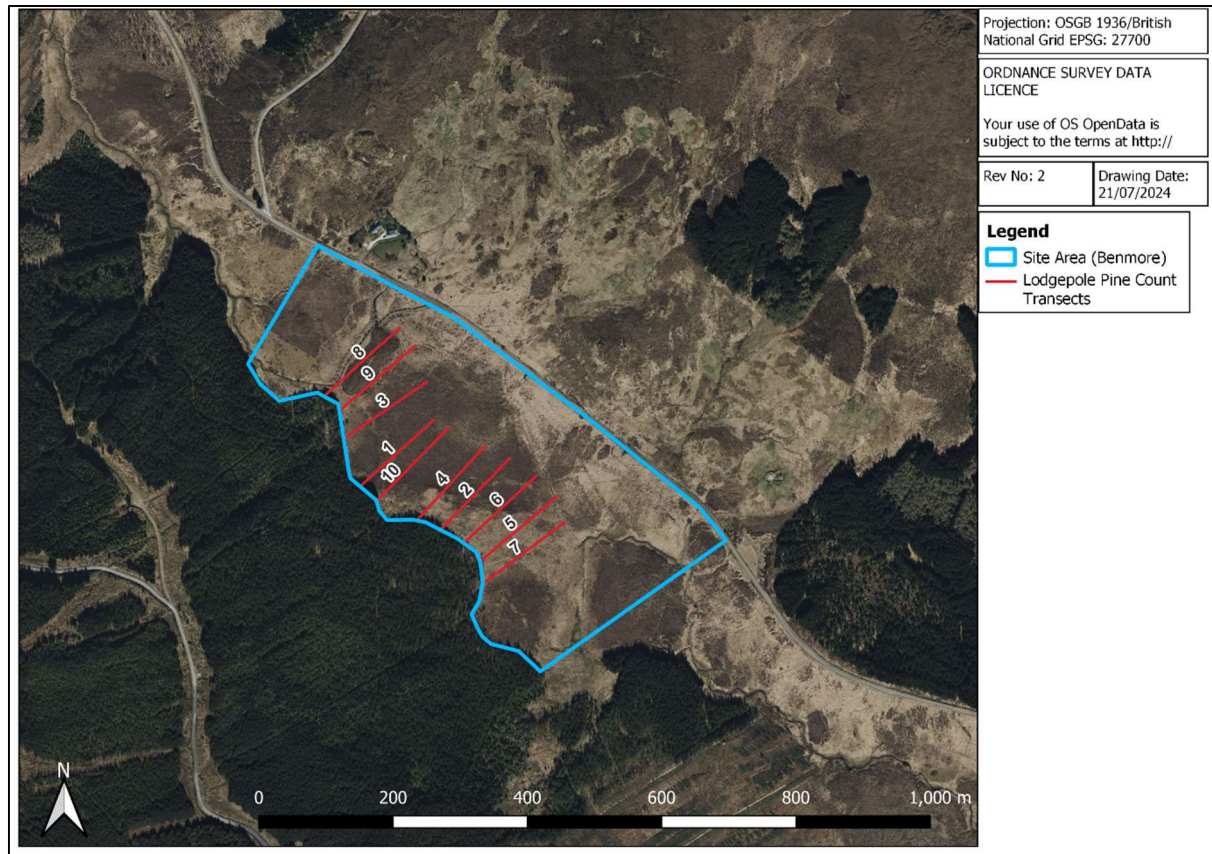 Projection: OSGB 1936/British
National Grid EPSG: 27700
ORDNANCE SURVEY DATA
LICENCE
Your use of OS OpenData is
subject to the terms at http://
Rev No: 2
Drawing Date:
21/07/2024
Legend
Site Area (Benmore)
Lodgepole Pine Count
Transects
8
9
3
1
10
4
2
6
5
7
N
0 200 400 600 800 1,000 m